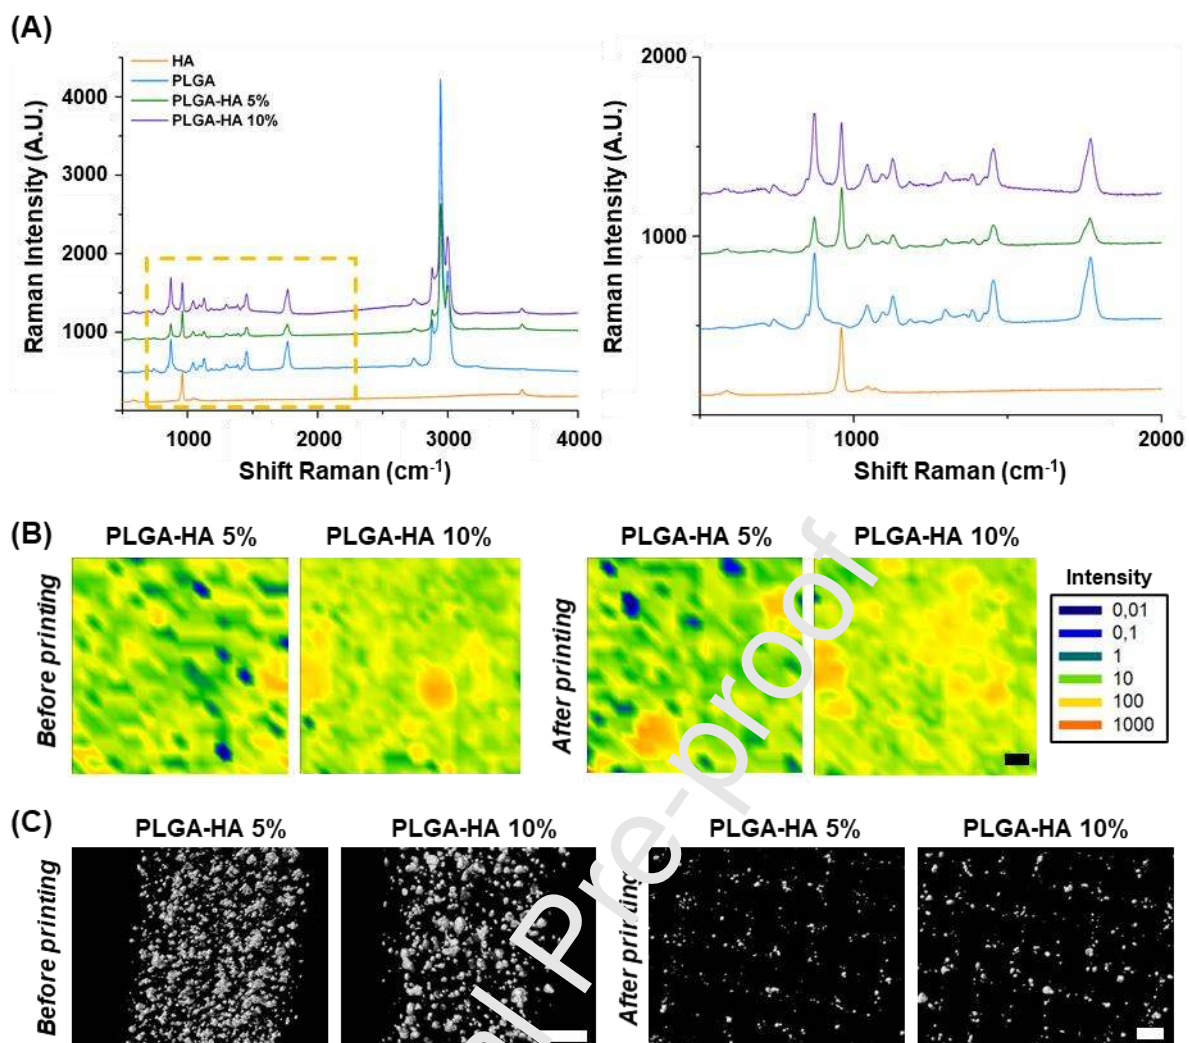 (A)
HA
PLGA
PLGA-HA 5%
PLGA-HA 10%
4000
3000
2000
1000
Raman Intensity (A.U.)
1000 2000 3000 4000
Shift Raman (cm-1)
2000
1000
Raman Intensity (A.U.)
1000 2000
Shift Raman (cm-1)
(B)
PLGA-HA 5% PLGA-HA 10% PLGA-HA 5% PLGA-HA 10%
Before printing
After printing
Intensity
0,01
0,1
1
10
100
1000
(C)
PLGA-HA 5% PLGA-HA 10% PLGA-HA 5% PLGA-HA 10%
Before printing
After printing
al Pre-proof